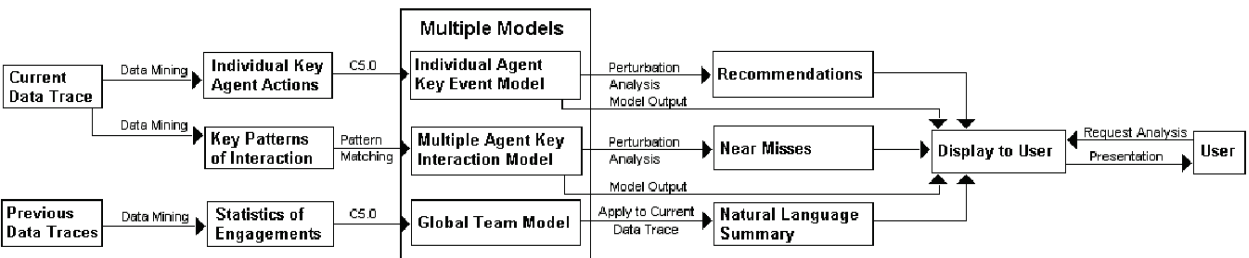 Multiple Models
Current
Data Trace
Data Mining
Individual Key
Agent Actions
C5.0
Individual Agent
Key Event Model
Perturbation
Analysis
Model Output
Recommendations
Data Mining
Key Patterns
of Interaction
Pattern
Matching
Multiple Agent Key
Interaction Model
Perturbation
Analysis
Model Output
Near Misses
Display to User
Request Analysis
Presentation
User
Previous
Data Traces
Data Mining
Statistics of
Engagements
C5.0
Global Team Model
Apply to Current
Data Trace
Natural Language
Summary